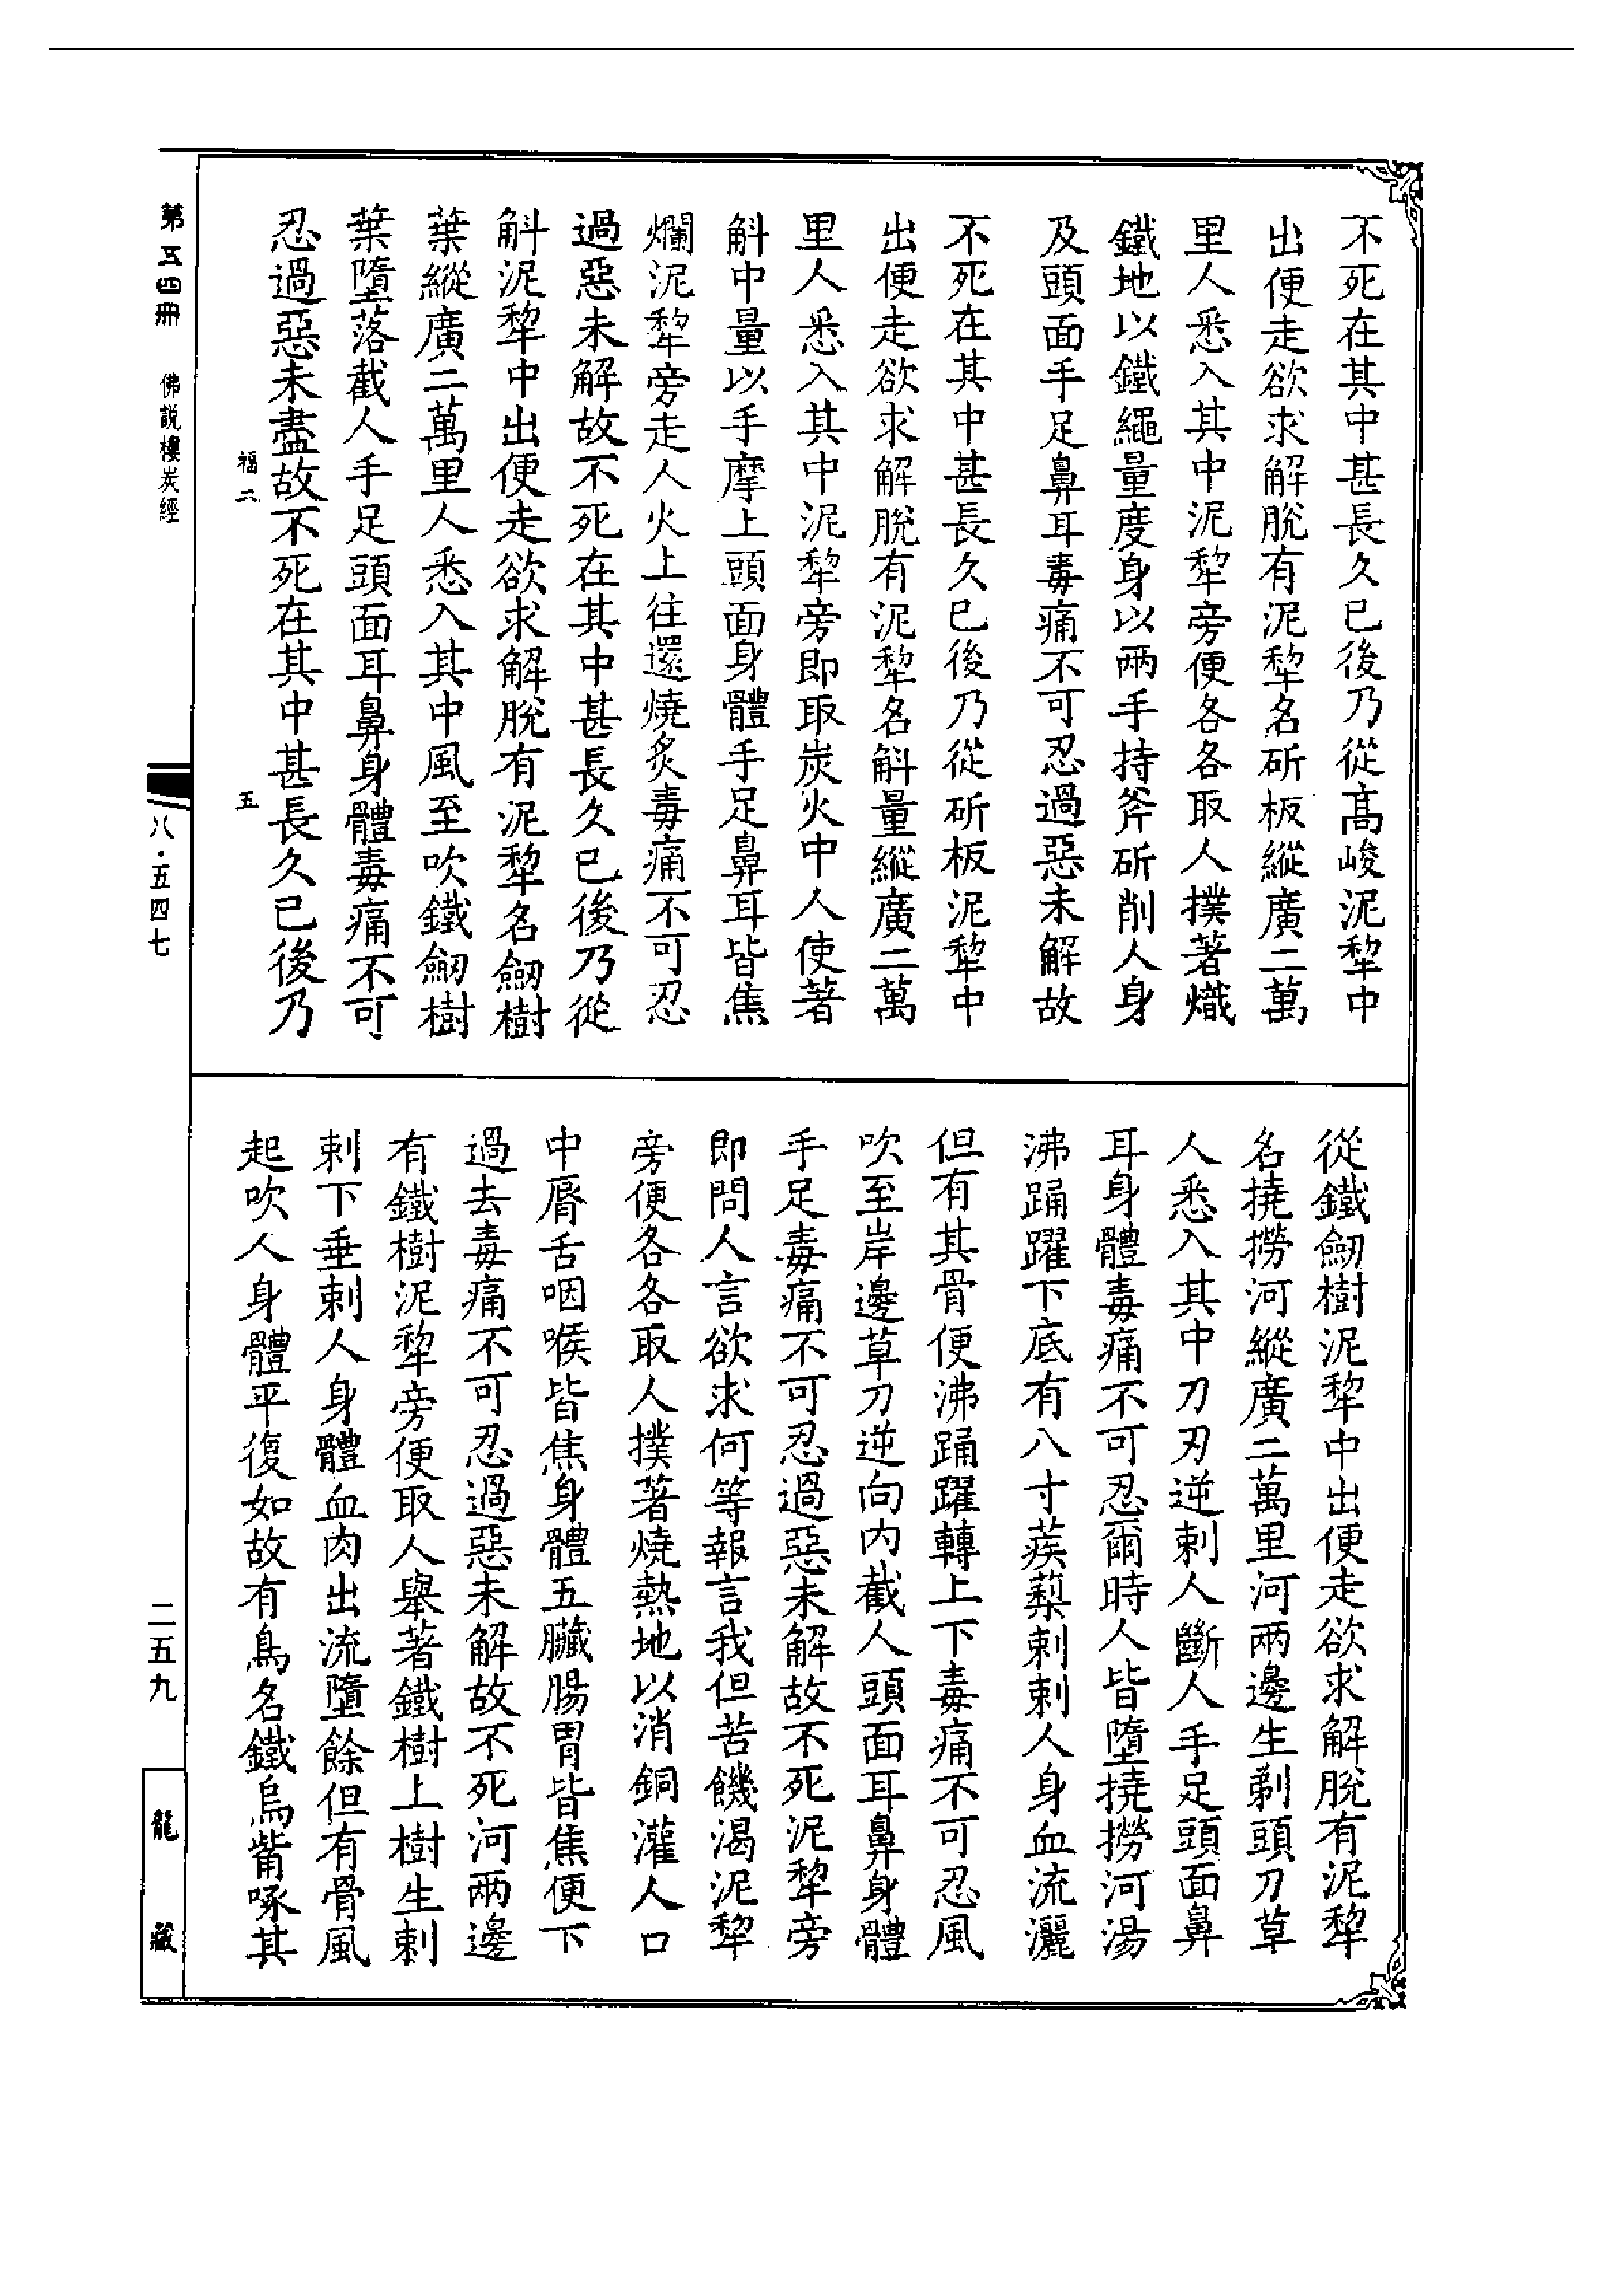 不死在其中甚長久已後乃從髙峻泥犂中
出便走欲求解脫有泥犂名斫板縱廣二萬
里人悉入其中泥犂旁便各各取人撲著熾
鐵地以鐵繩量度身以兩手持斧斫削人身
及頭面手足鼻耳毒痛不可忍過惡未解故
不死在其中甚長久已後乃從斫板泥犂中
出便走欲求解脫有泥犂名斛量縱廣二萬
里人悉入其中泥犂旁即取炭火中人使著
斛中量以手摩上頭面身體手足鼻耳皆焦
爛泥犂旁走人火上往還燒炙毒痛不可忍
過惡未解故不死在其中甚長久已後乃從
斛泥犂中出便走欲求解脫有泥犂名劒樹
葉縱廣二萬里人悉入其中風至吹鐵劒樹
葉墮落截人手足頭面耳鼻身體毒痛不可
忍過惡未盡故不死在其中甚長久已後乃
福二 五
從鐵劒樹泥犂中出便走欲求解脫有泥犂
名撓撈河縱廣二萬里河兩邊生剃頭刀草
人悉入其中刀刃逆刺人斷人手足頭面鼻
耳身體毒痛不可忍爾時人皆墮撓撈河湯
沸踊躍下底有八寸蒺蔾刺刺人身血流灑
但有其骨便沸踊躍轉上下毒痛不可忍風
吹至岸邊草刀逆向內截人頭面耳鼻身體
手足毒痛不可忍過惡未解故不死泥犂旁
即問人言欲求何等報言我但苦饑渴泥犂
旁便各各取人撲著燒熱地以消銅灌人口
中脣舌咽喉皆焦身體五臟腸胃皆焦便下
過去毒痛不可忍過惡未解故不死河兩邊
有鐵樹泥犂旁便取人舉著鐵樹上樹生刺
刺下垂刺人身體血肉出流墮餘但有骨風
起吹人身體平復如故有鳥名鐵烏觜啄其
第五四冊 佛説樓炭經
八·五四七
二五九
龍藏